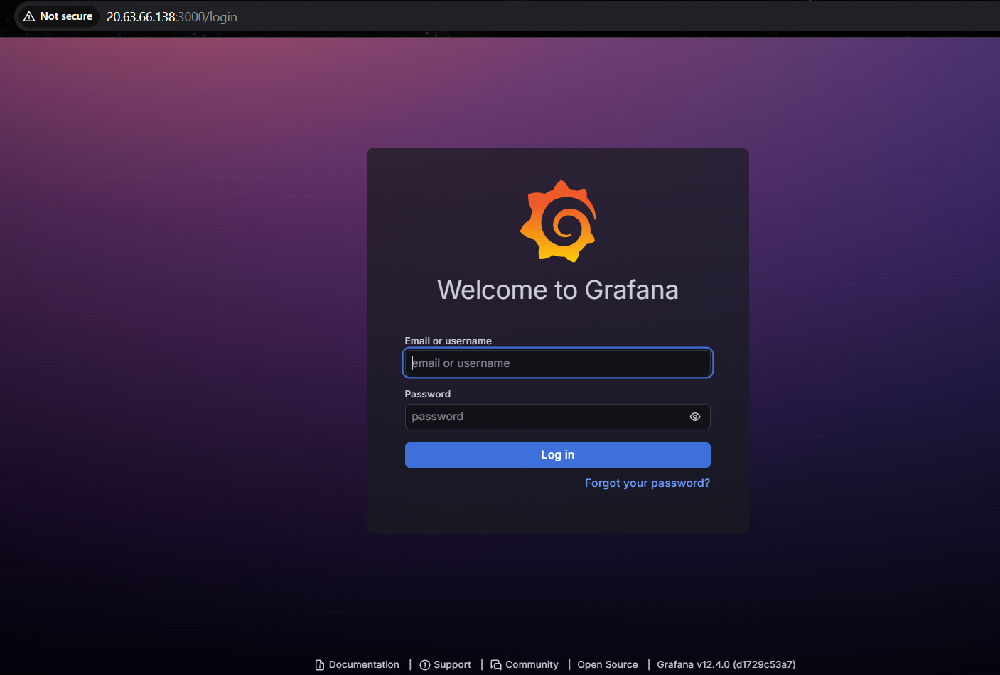 Not secure 20.63.66.138:3000/login
Welcome to Grafana
Email or username
email or username
Password
password
Log in
Forgot your password?
Documentation | Support | Community | Open Source | Grafana v12.4.0 (d1729c53a7)